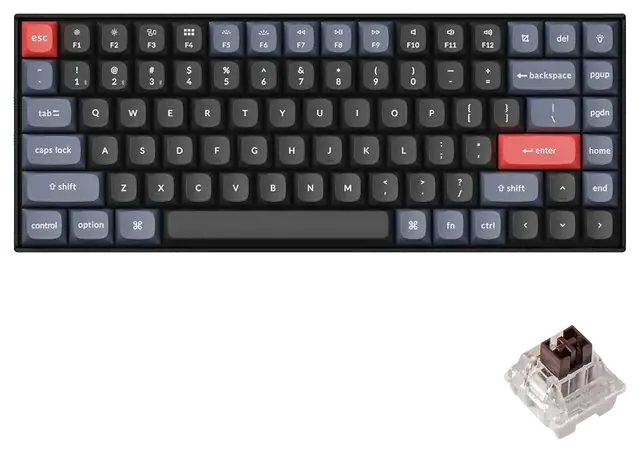 esc F1 F2 F3 F4 F5 F6 F7 F8 F9 F10 F11 F12 del
~ ! @ # $ % ^ & * ( ) — + ← backspace pgup
` 1 2 3 4 5 6 7 8 9 0 - =
tab Q W E R T Y U I O P { } | pgdn
[ ] \
caps lock A S D F G H J K L : " ↵ enter home
; '
⇧ shift Z X C V B N M < > ? ⇧ shift ^ end
, . /
control option ⌘ ⌘ fn ctrl